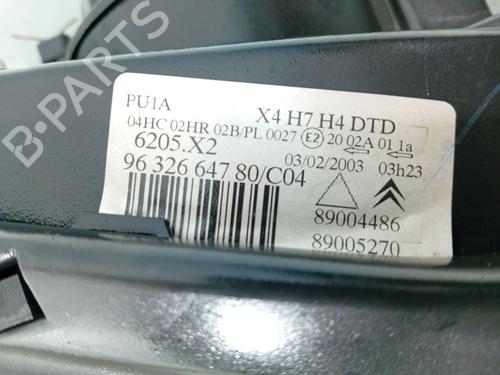 PU1A X4 H7 H4 DTD
04HC 02HR 02B/PL 0027 E2 20 02A 01 1a
6205.X2 03/02/2003 03h23
96 326 647 80/C04
89004486
89005270